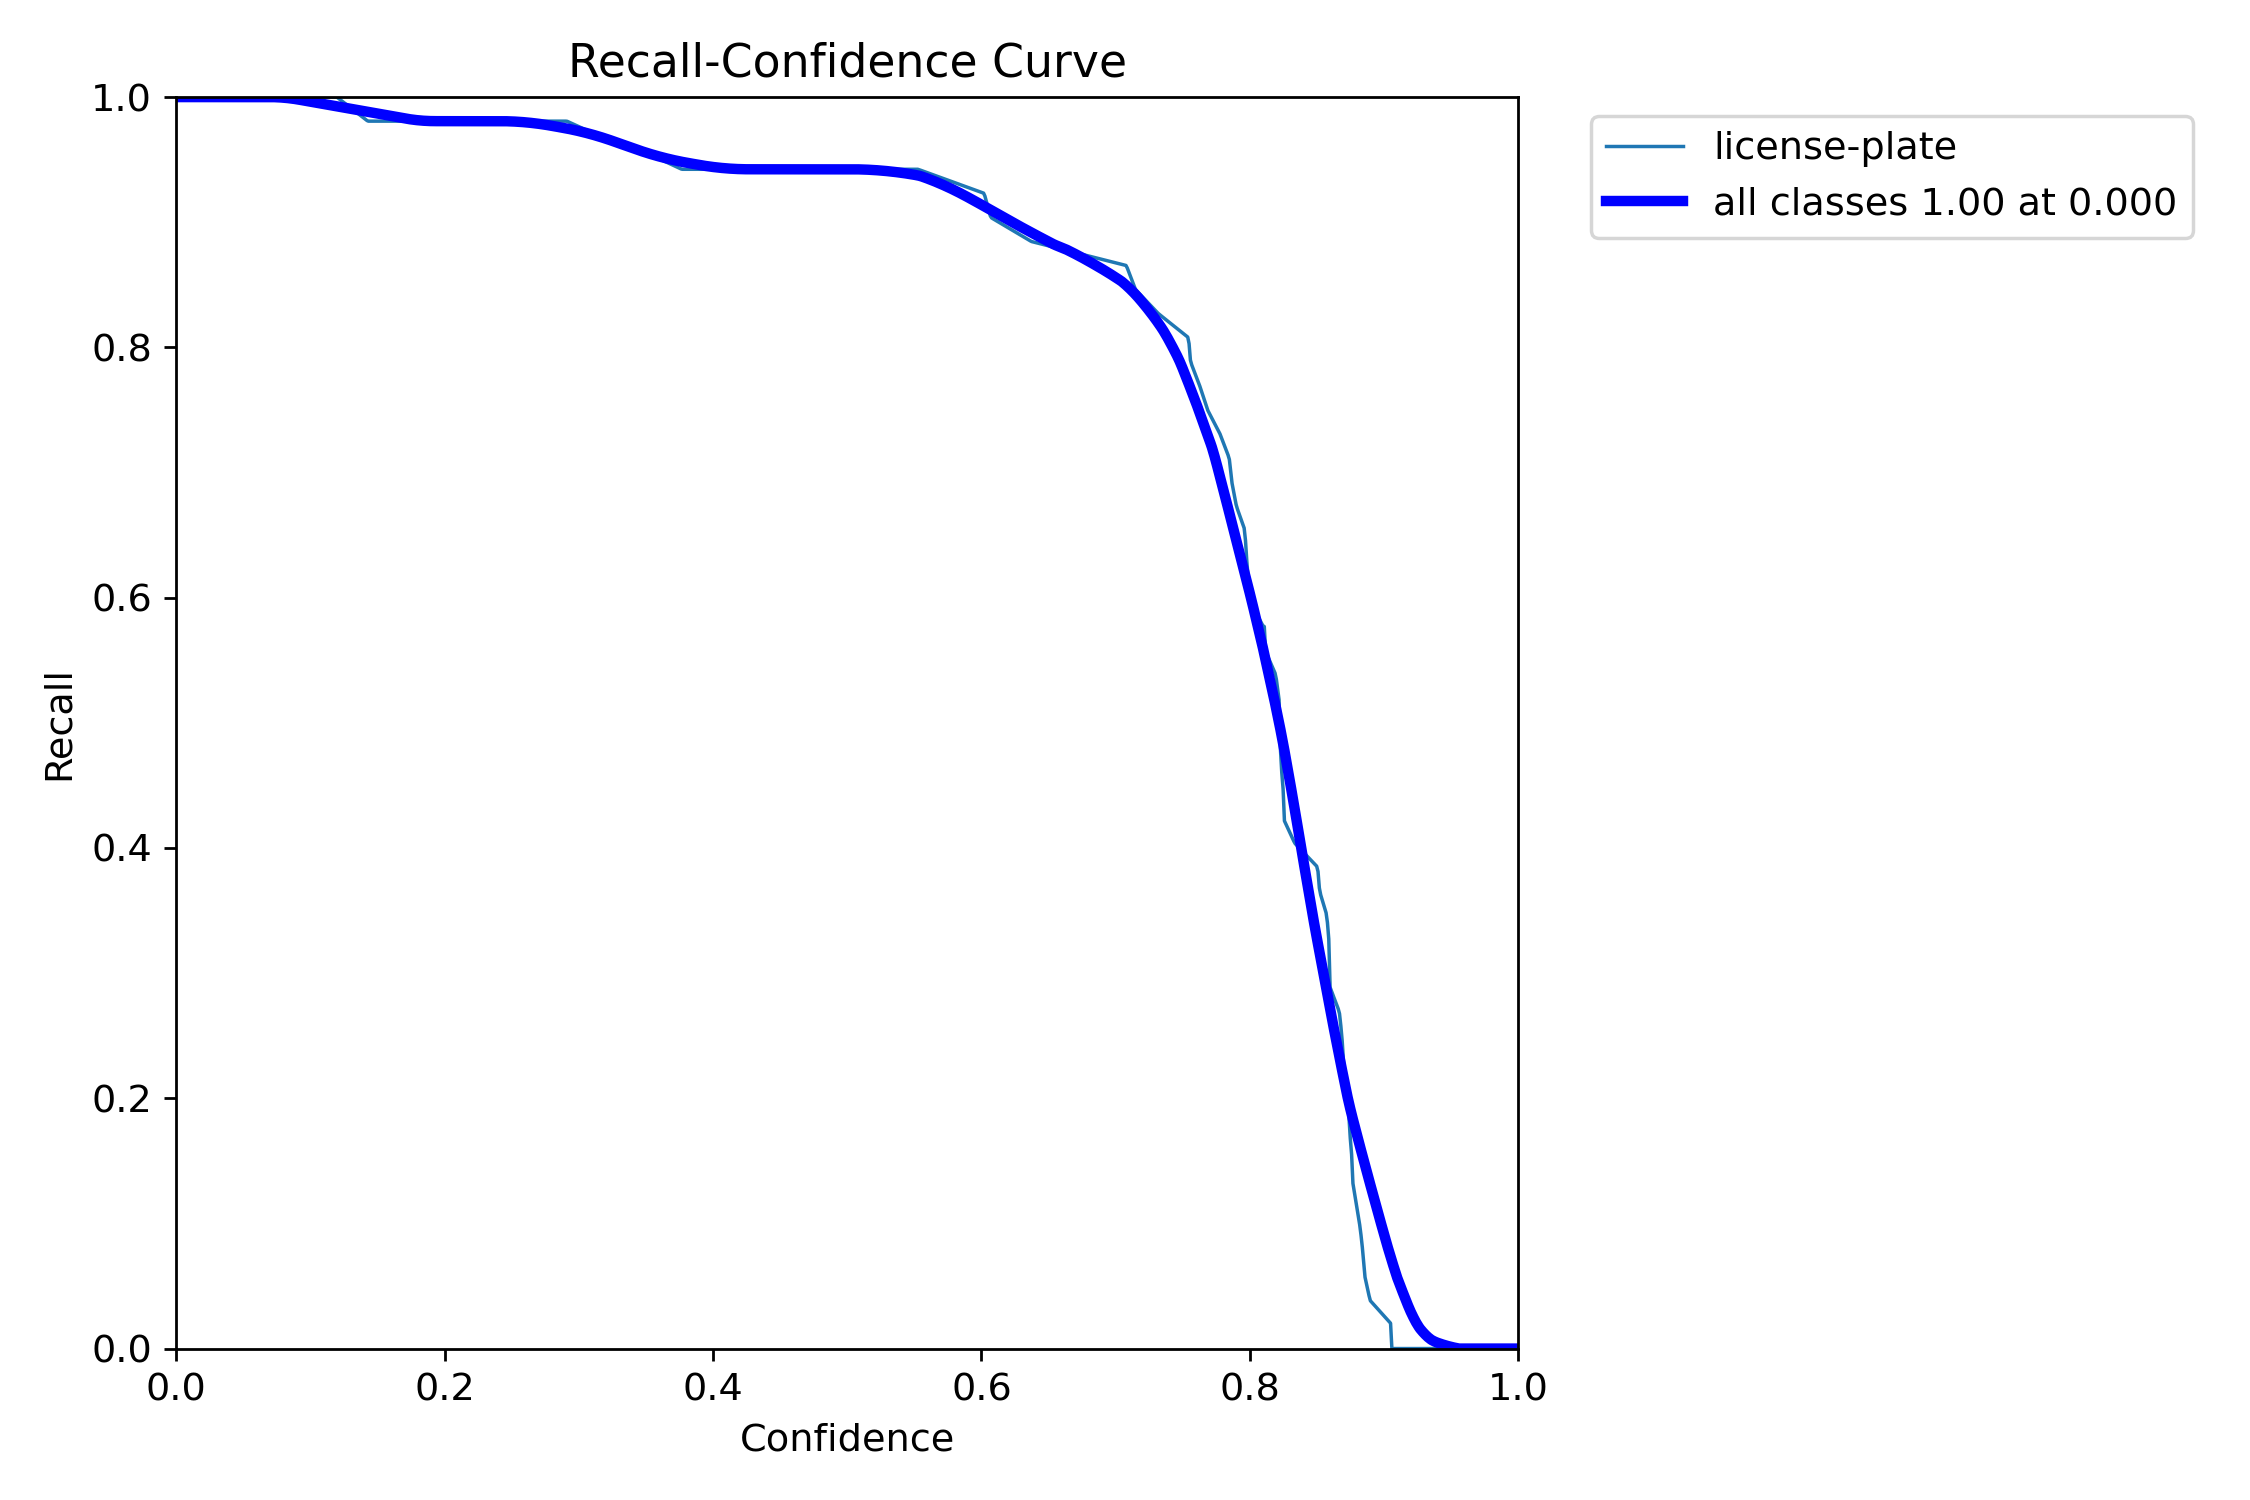 Recall-Confidence Curve
1.0
0.8
0.6
0.4
0.2
0.0
Recall
0.0 0.2 0.4 0.6 0.8 1.0
Confidence
license-plate
all classes 1.00 at 0.000